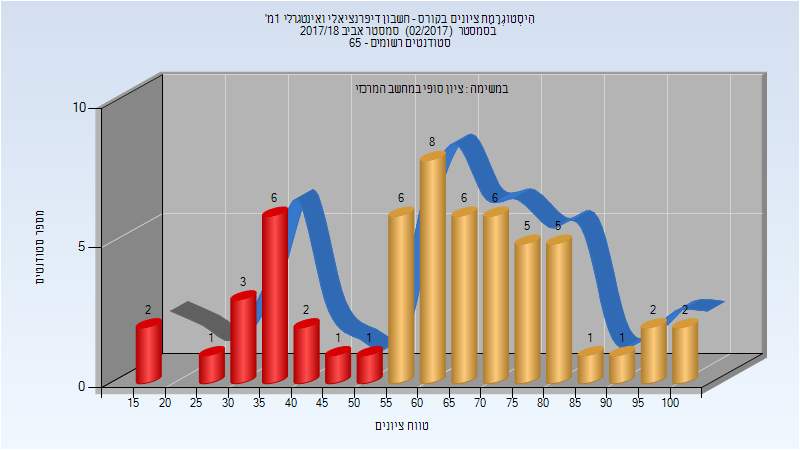 הִיסְטוֹגְרָמַת ציונים בקורס - חשבון דיפרנציאלי ואינטגרלי 1מ'
בסמסטר (02/2017) סמסטר אביב 2017/18
סטודנטים רשומים - 65
במשימה : ציון סופי במחשב המרכזי
מספר סטודנטים
10
5
0
2 1 3 6 2 1 1 6 8 6 6 5 5 1 1 2 2
15 20 25 30 35 40 45 50 55 60 65 70 75 80 85 90 95 100
טווח ציונים